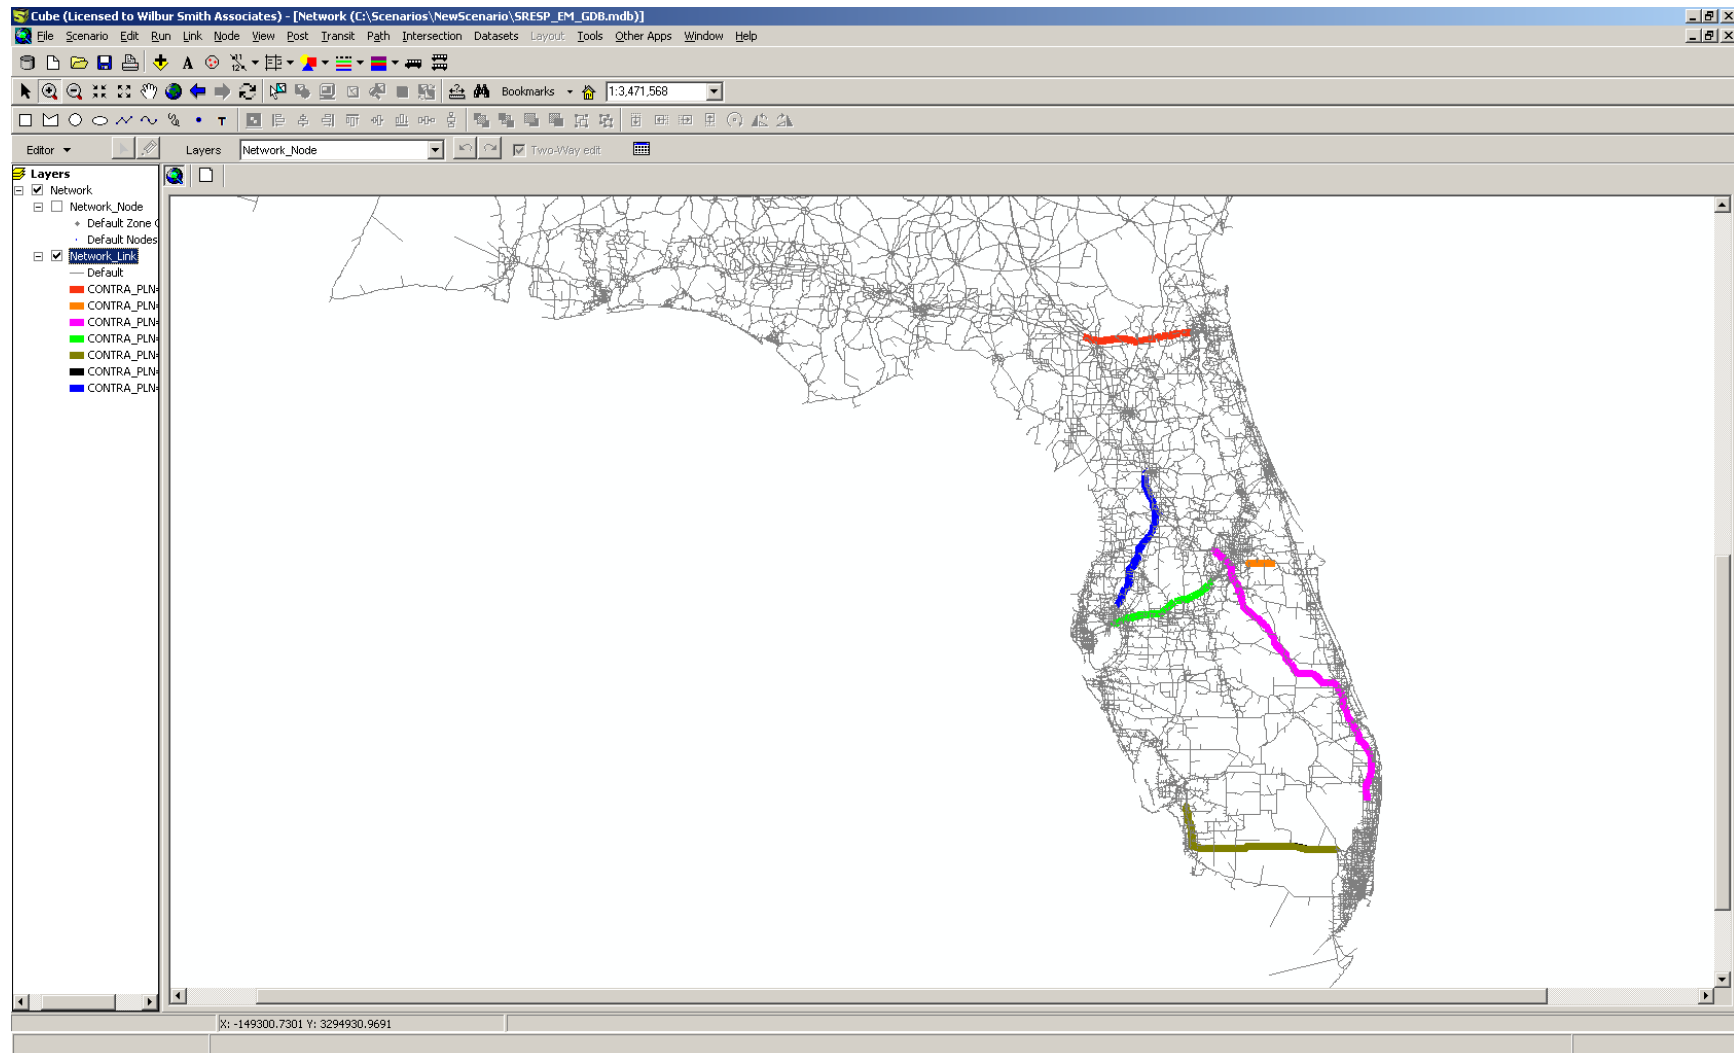 Cube (Licensed to Wilbur Smith Associates) - [Network (C:\Scenarios\NewScenario\SRESP_EM_GDB.mdb)]
File Scenario Edit Run Link Node View Post Transit Path Intersection Datasets Layout Tools Other Apps Window Help
A
Bookmarks 1:3,471,568
T
Editor Layers Network_Node Two-Way edit
Layers
Network
Network_Node
Default Zone
Default Nodes
Network_Link
Default
CONTRA_PLN=
CONTRA_PLN=
CONTRA_PLN=
CONTRA_PLN=
CONTRA_PLN=
CONTRA_PLN=
CONTRA_PLN=
X: -149300.7301 Y: 3294930.9691